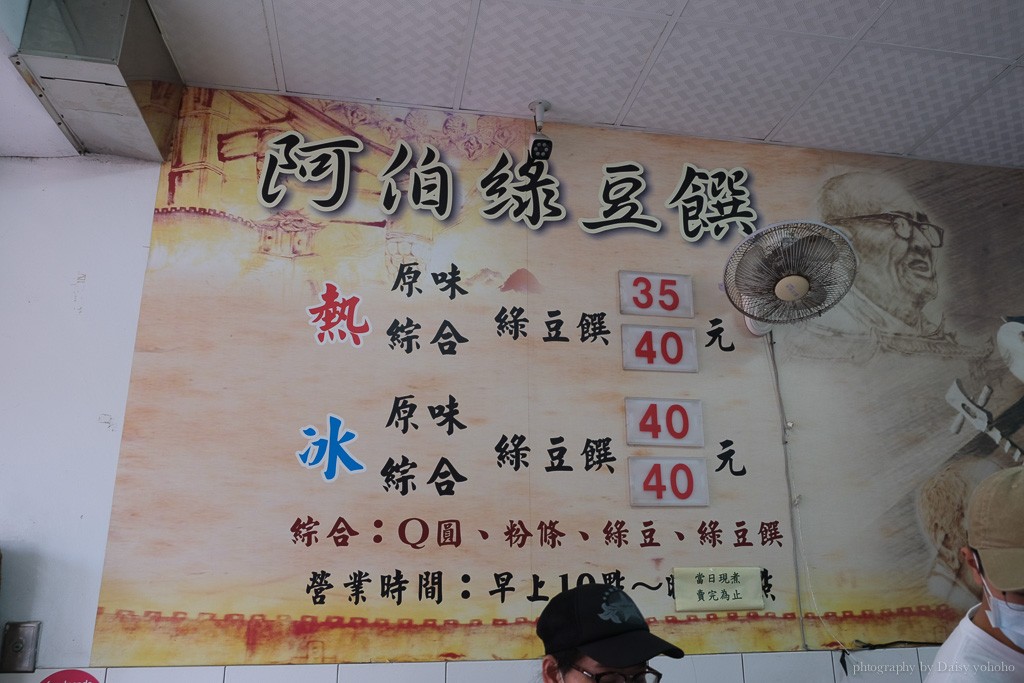 阿伯綠豆饌
熱
原味
綜合
綠豆饌
35
40
元
冰
原味
綜合
綠豆饌
40
40
元
綜合：Q圓、粉條、綠豆、綠豆饌
營業時間：早上10點～
當日現煮
賣完為止
photography by Daisy yohoho